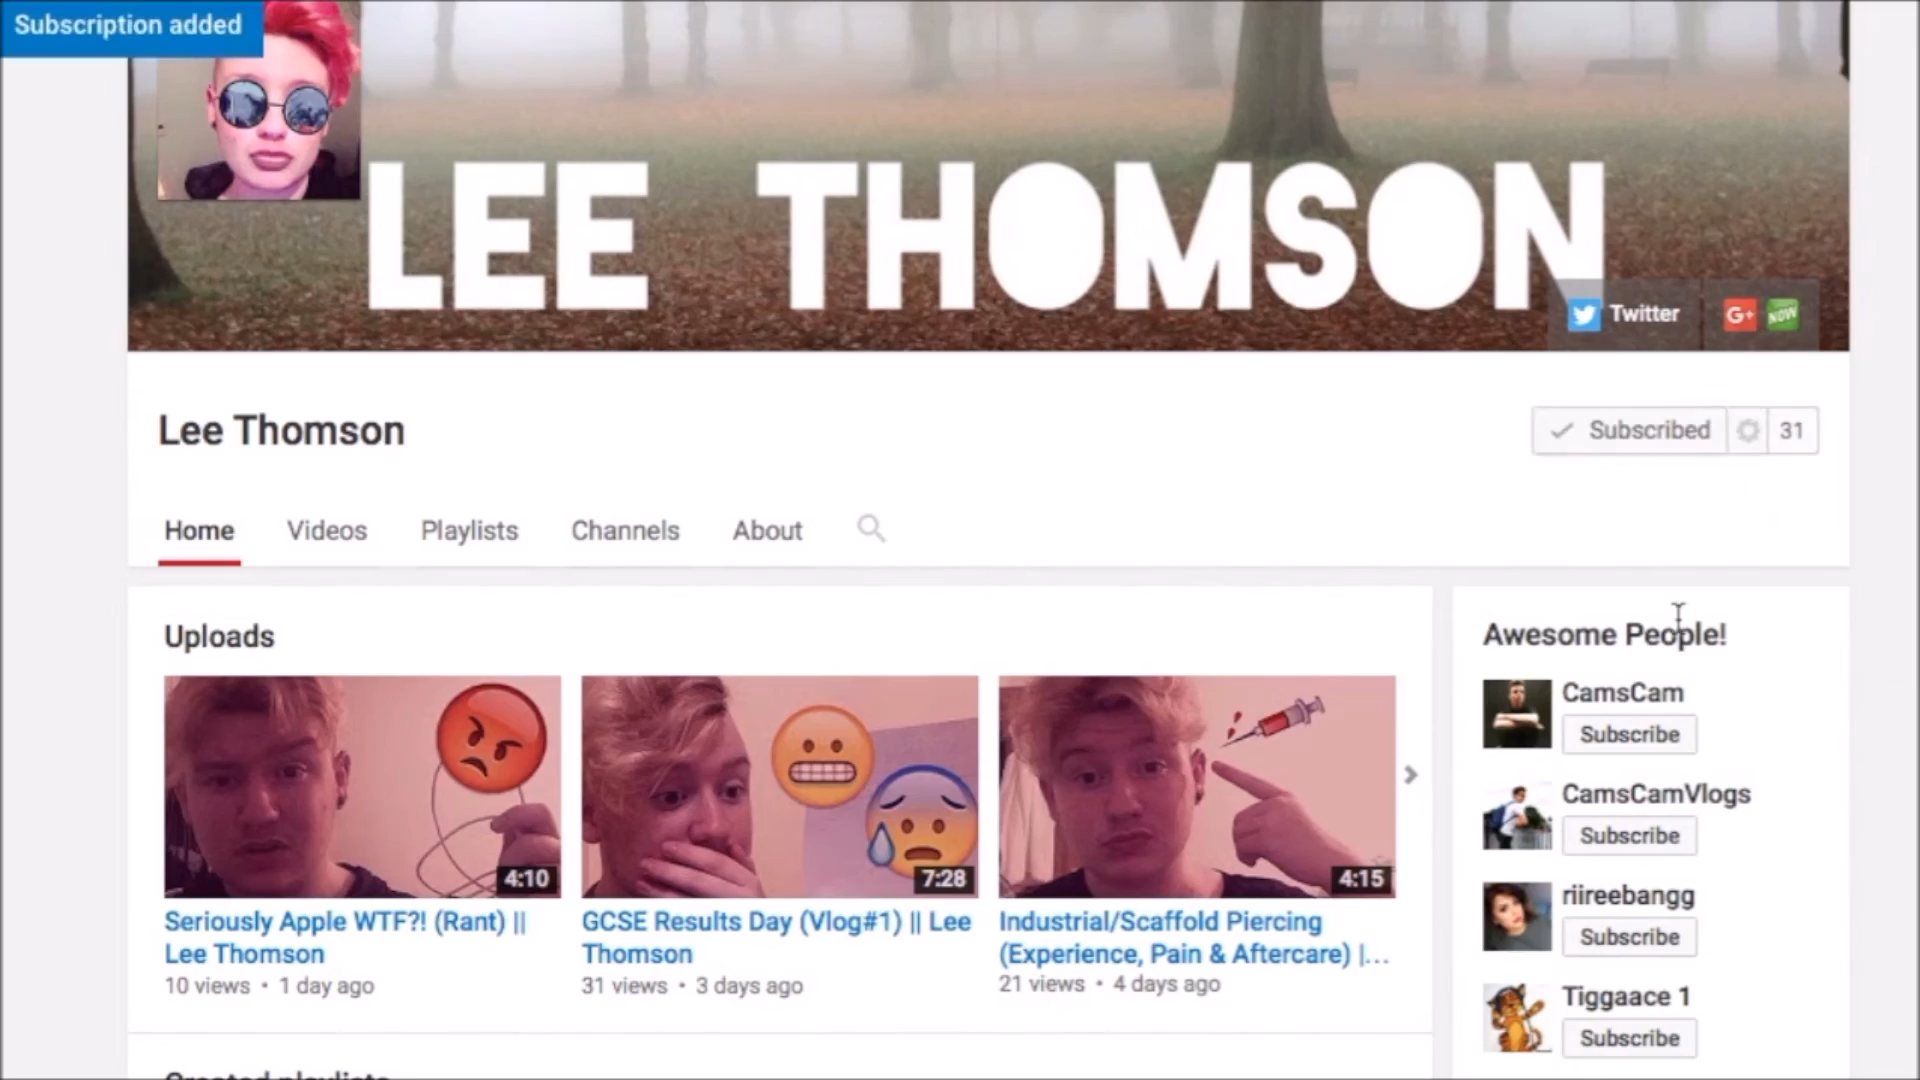 Subscription added
LEE THOMSON
Twitter
G+ NOW
Lee Thomson
Subscribed 31
Home Videos Playlists Channels About
Uploads
4:10
7:28
4:15
Seriously Apple WTF?! (Rant) ||
Lee Thomson
10 views • 1 day ago
GCSE Results Day (Vlog#1) || Lee
Thomson
31 views • 3 days ago
Industrial/Scaffold Piercing
(Experience, Pain & Aftercare) |...
21 views • 4 days ago
Awesome People!
CamsCam
Subscribe
CamsCamVlogs
Subscribe
riireebangg
Subscribe
Tiggaace 1
Subscribe
Created playlists